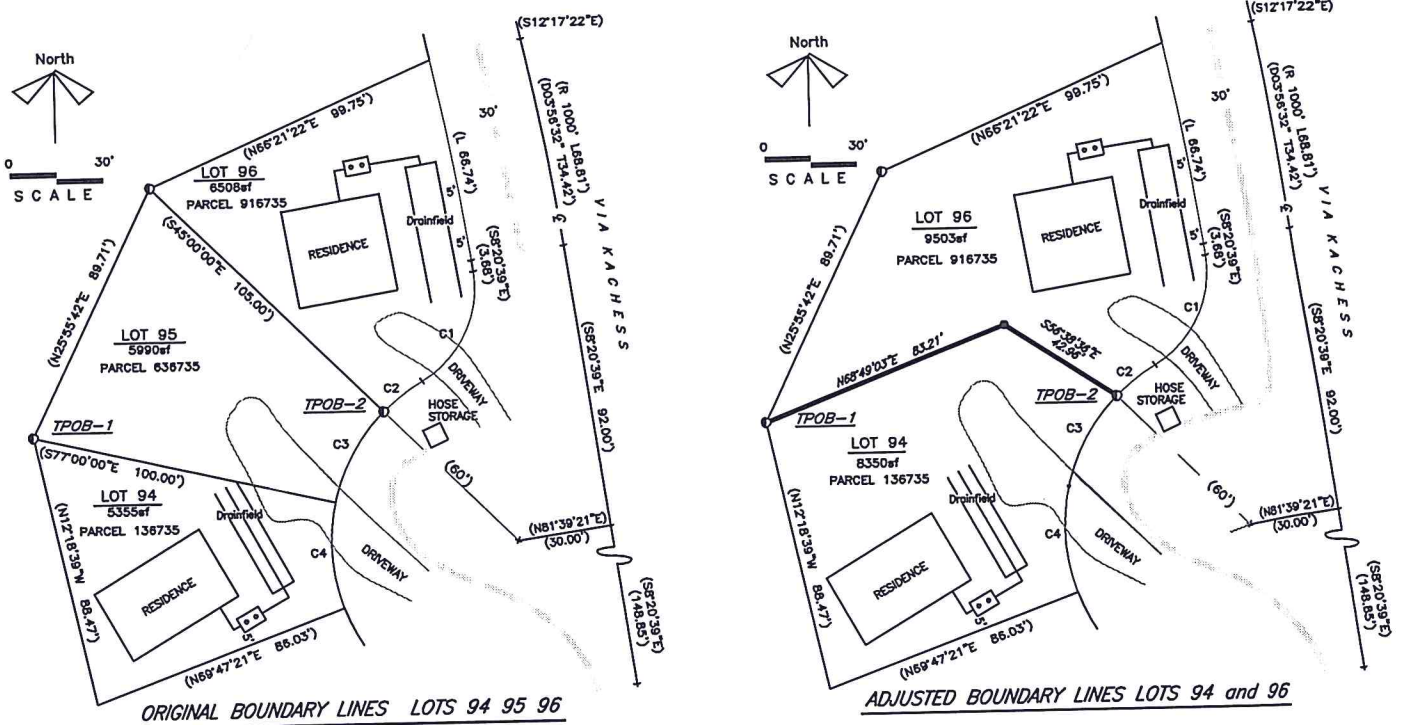 North
0 30'
SCALE
LOT 96
6508sf
PARCEL 916735
(N66°21'22"E 99.75')
(L 66.74')
30'
(S12°17'22"E)
(R 1000' L68.81')
(D03°56'32" T34.42')
VIA KACHESS
5'
Drainfield
5'
RESIDENCE
(S8°20'39"E)
(3.68')
(N25°55'42"E 89.71')
(S45°00'00"E 105.00')
LOT 95
5990sf
PARCEL 636735
C1
C2
DRIVEWAY
(S8°20'39"E 92.00')
TPOB-2
HOSE
STORAGE
TPOB-1
C3
(S77°00'00"E 100.00')
LOT 94
5355sf
PARCEL 136735
Drainfield
(60')
(N81°39'21"E)
(30.00')
(N12°18'39"W 88.47')
C4
DRIVEWAY
RESIDENCE
5'
(N69°47'21"E 86.03')
(S8°20'39"E)
(148.85')
ORIGINAL BOUNDARY LINES LOTS 94 95 96
North
0 30'
SCALE
(N66°21'22"E 99.75')
(L 66.74')
30'
(S12°17'22"E)
(R 1000' L68.81')
(D03°56'32" T34.42')
VIA KACHESS
LOT 96
9503sf
PARCEL 916735
5'
Drainfield
5'
RESIDENCE
(S8°20'39"E)
(3.68')
(N25°55'42"E 89.71')
C1
N68°49'03"E 83.21'
S56°38'36"E
42.96'
C2
DRIVEWAY
(S8°20'39"E 92.00')
TPOB-2
HOSE
STORAGE
TPOB-1
C3
LOT 94
8350sf
PARCEL 136735
Drainfield
(60')
(N81°39'21"E)
(30.00')
(N12°18'39"W 88.47')
C4
DRIVEWAY
RESIDENCE
5'
(N69°47'21"E 86.03')
(S8°20'39"E)
(148.85')
ADJUSTED BOUNDARY LINES LOTS 94 and 96